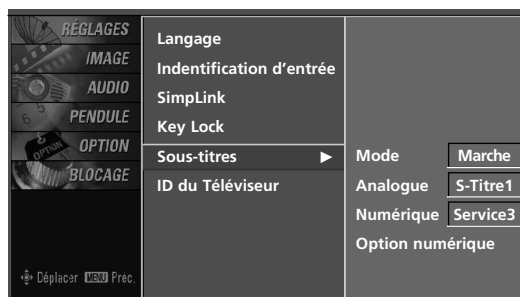 RÉGLAGES
IMAGE
AUDIO
PENDULE
OPTION
BLOCAGE
Déplacer MENU Préc.
Langage
Indentification d'entrée
SimpLink
Key Lock
Sous-titres ►
ID du Téléviseur
Mode Marche
Analogue S-Titre1
Numérique Service3
Option numérique